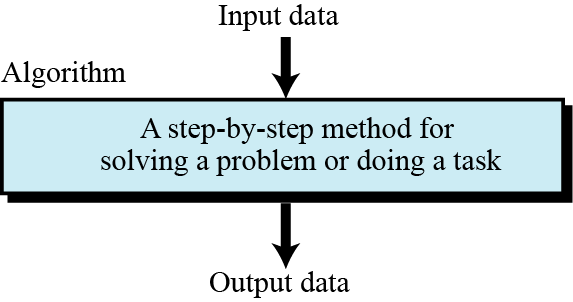 Input data
Algorithm
A step-by-step method for
solving a problem or doing a task
Output data